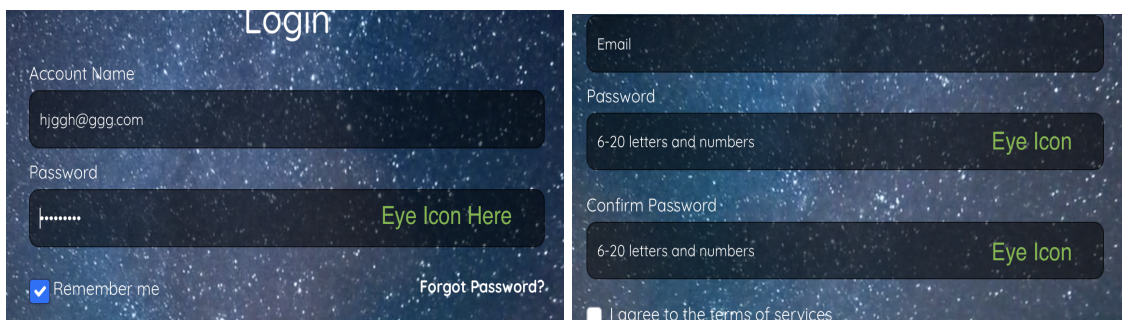 Login
Account Name
hjggh@ggg.com
Password
Eye Icon Here
Remember me
Forgot Password?
Email
Password
6-20 letters and numbers
Eye Icon
Confirm Password
6-20 letters and numbers
Eye Icon
I agree to the terms of services